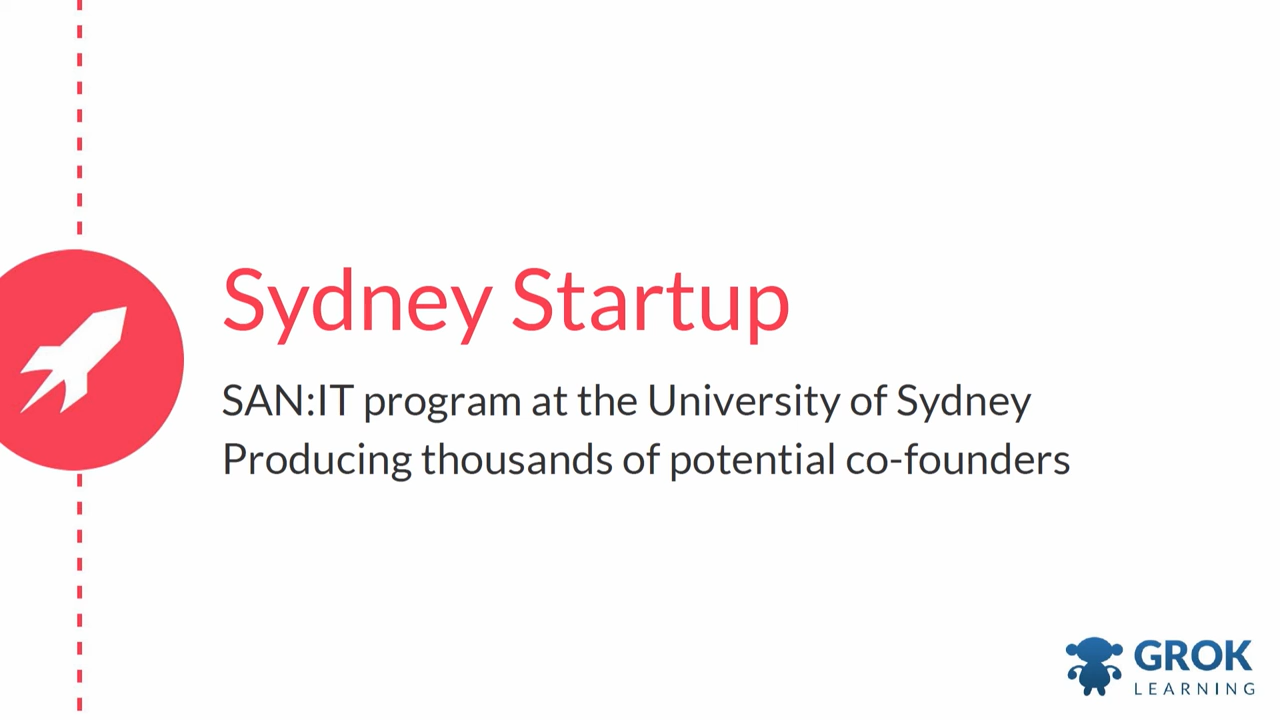 Sydney Startup
SAN:IT program at the University of Sydney
Producing thousands of potential co-founders
GROK
LEARNING